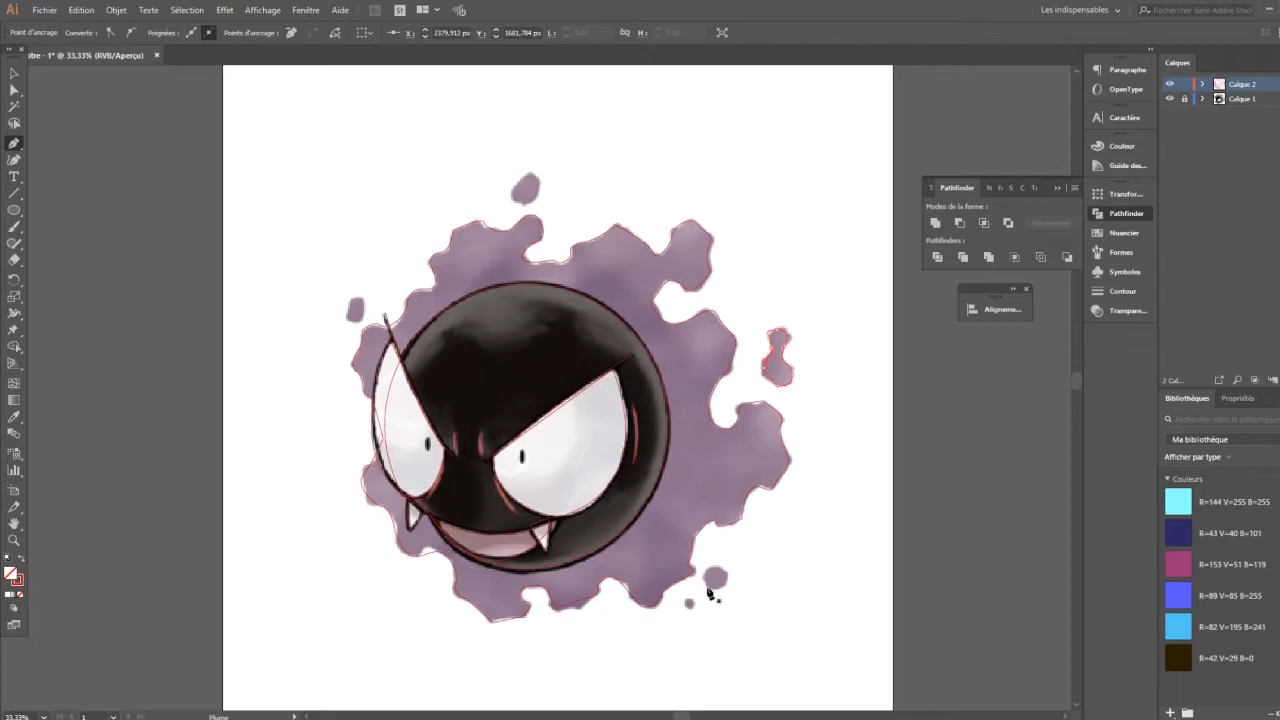 Ai Fichier Edition Objet Texte Sélection Effet Affichage Fenêtre Aide Br St Les indispensables
Point d'ancrage Convertir : Poignées : Points d'ancrage : X : 2379,912 px Y : 1681,784 px L : H :
tre - 1* @ 33,33% (RVB/Aperçu) ×
Paragraphe
OpenType
Caractère
Couleur
Guide des...
Transfor...
Pathfinder
Nuancier
Formes
Symboles
Contour
Transpare...
Pathfinder
Modes de la forme :
Pathfinders :
Aligneme...
Calques
Calque 2
Calque 1
2 Cal...
Bibliothèques Propriétés
Ma bibliothèque
Afficher par type
Couleurs
R=144 V=255 B=255
R=43 V=40 B=101
R=153 V=51 B=119
R=89 V=85 B=255
R=82 V=195 B=241
R=42 V=29 B=0
33,33% 1 Plume